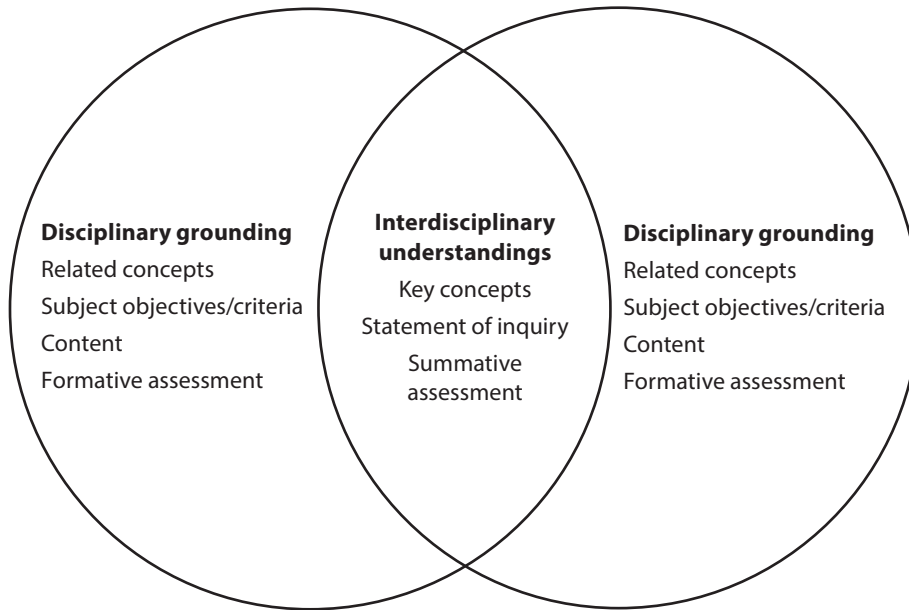 Disciplinary grounding
Related concepts
Subject objectives/criteria
Content
Formative assessment
Interdisciplinary
understandings
Key concepts
Statement of inquiry
Summative
assessment
Disciplinary grounding
Related concepts
Subject objectives/criteria
Content
Formative assessment